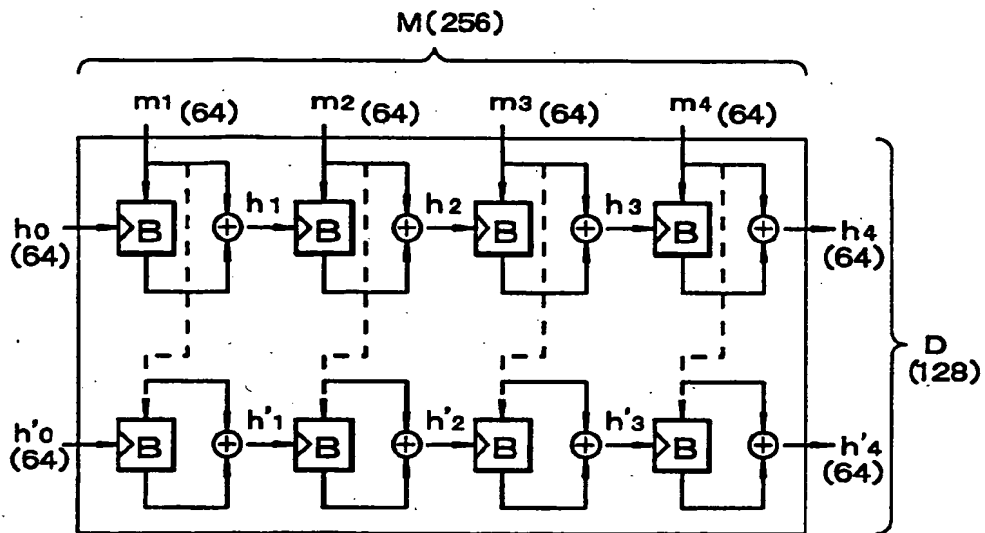 M(256)
m1 (64) m2 (64) m3 (64) m4 (64)
h0 (64) B h1 B h2 B h3 B h4 (64)
D (128)
h'0 (64) B h'1 B h'2 B h'3 B h'4 (64)